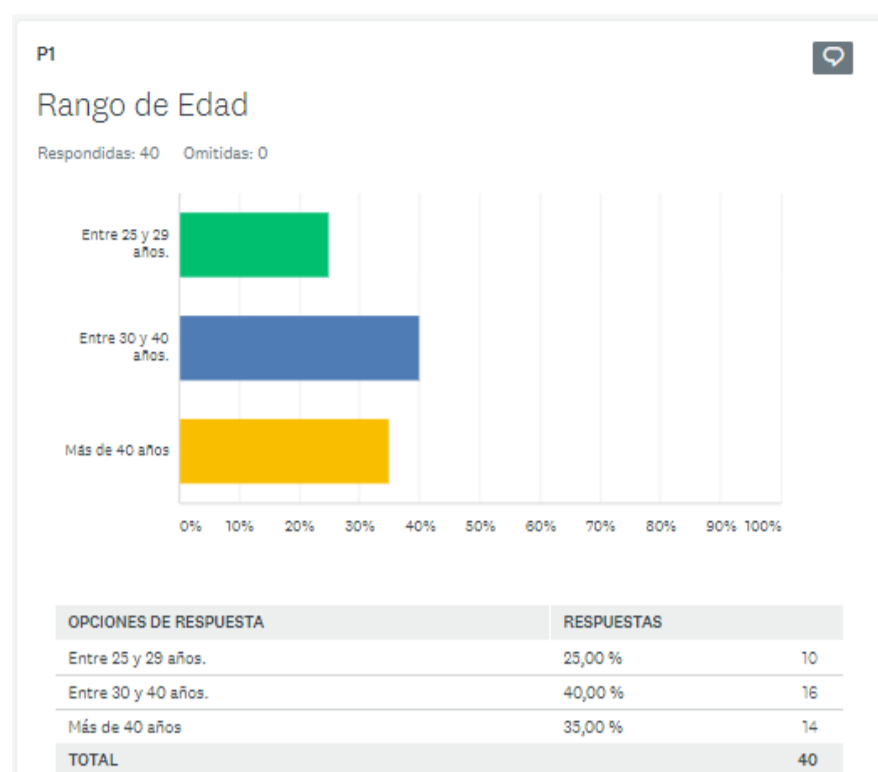 P1
Rango de Edad
Respondidas: 40 Omitidas: 0
Entre 25 y 29
años.
Entre 30 y 40
años.
Más de 40 años
0% 10% 20% 30% 40% 50% 60% 70% 80% 90% 100%
OPCIONES DE RESPUESTA RESPUESTAS
Entre 25 y 29 años. 25,00 % 10
Entre 30 y 40 años. 40,00 % 16
Más de 40 años 35,00 % 14
TOTAL 40